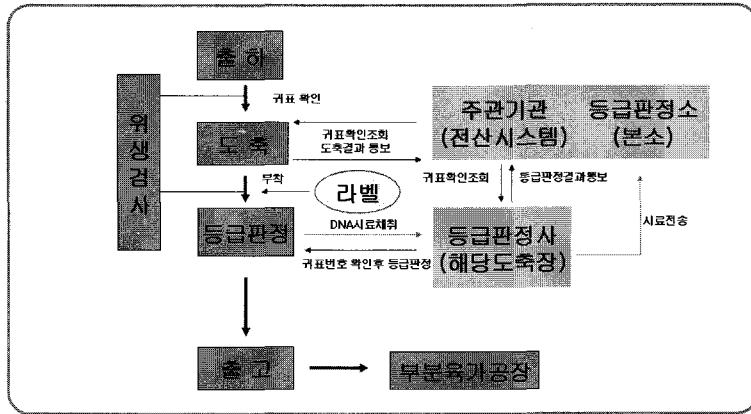 출 하
귀표 확인
위생검사
주관기관
(전산시스템)
등급판정소
(본소)
도 축
귀표확인조회
도축결과 통보
부착
라벨
귀표확인조회
등급판정결과통보
시료전송
등급판정
DNA시료채취
등급판정사
(해당도축장)
귀표번호 확인후 등급판정
출 고
부분육가공장